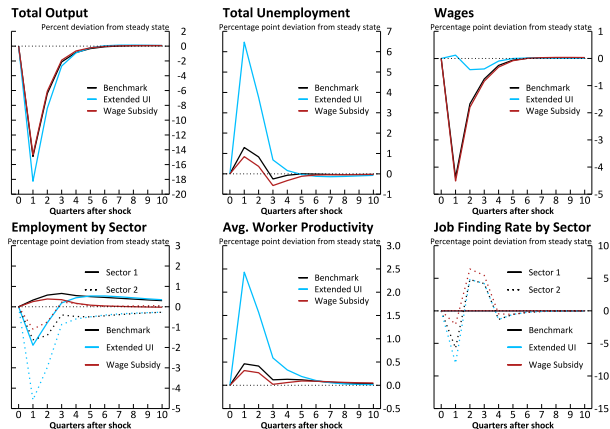 Total Output
Percent deviation from steady state
2
0
-2
-4
-6
-8
-10
-12
-14
-16
-18
-20
Benchmark
Extended UI
Wage Subsidy
0 1 2 3 4 5 6 7 8 9 10
Quarters after shock
Total Unemployment
Percentage point deviation from steady state
7
6
5
4
3
2
1
0
-1
Benchmark
Extended UI
Wage Subsidy
0 1 2 3 4 5 6 7 8 9 10
Quarters after shock
Wages
Percentage point deviation from steady state
1
0
-1
-2
-3
-4
-5
Benchmark
Extended UI
Wage Subsidy
0 1 2 3 4 5 6 7 8 9 10
Quarters after shock
Employment by Sector
Percentage point deviation from steady state
3
2
1
0
-1
-2
-3
-4
-5
Sector 1
Sector 2
Benchmark
Extended UI
Wage Subsidy
0 1 2 3 4 5 6 7 8 9 10
Quarters after shock
Avg. Worker Productivity
Percentage point deviation from steady state
3.0
2.5
2.0
1.5
1.0
0.5
0.0
-0.5
Benchmark
Extended UI
Wage Subsidy
0 1 2 3 4 5 6 7 8 9 10
Quarters after shock
Job Finding Rate by Sector
Percentage point deviation from steady state
10
5
0
-5
-10
-15
Sector 1
Sector 2
Benchmark
Extended UI
Wage Subsidy
0 1 2 3 4 5 6 7 8 9 10
Quarters after shock